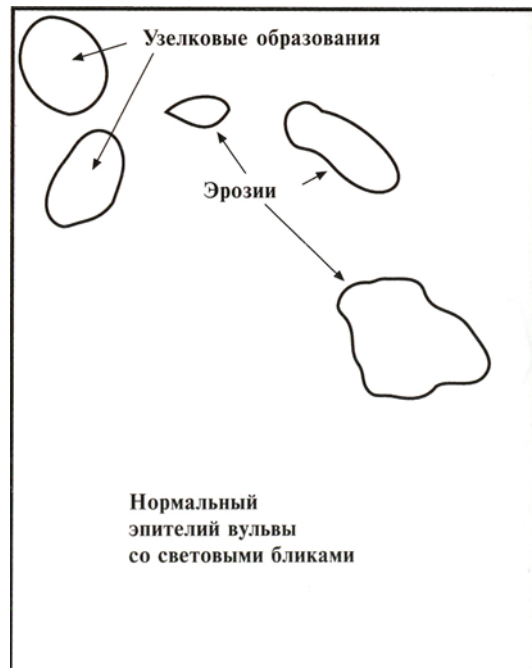 Узелковые образования
Эрозии
Нормальный
эпителий вульвы
со световыми бликами